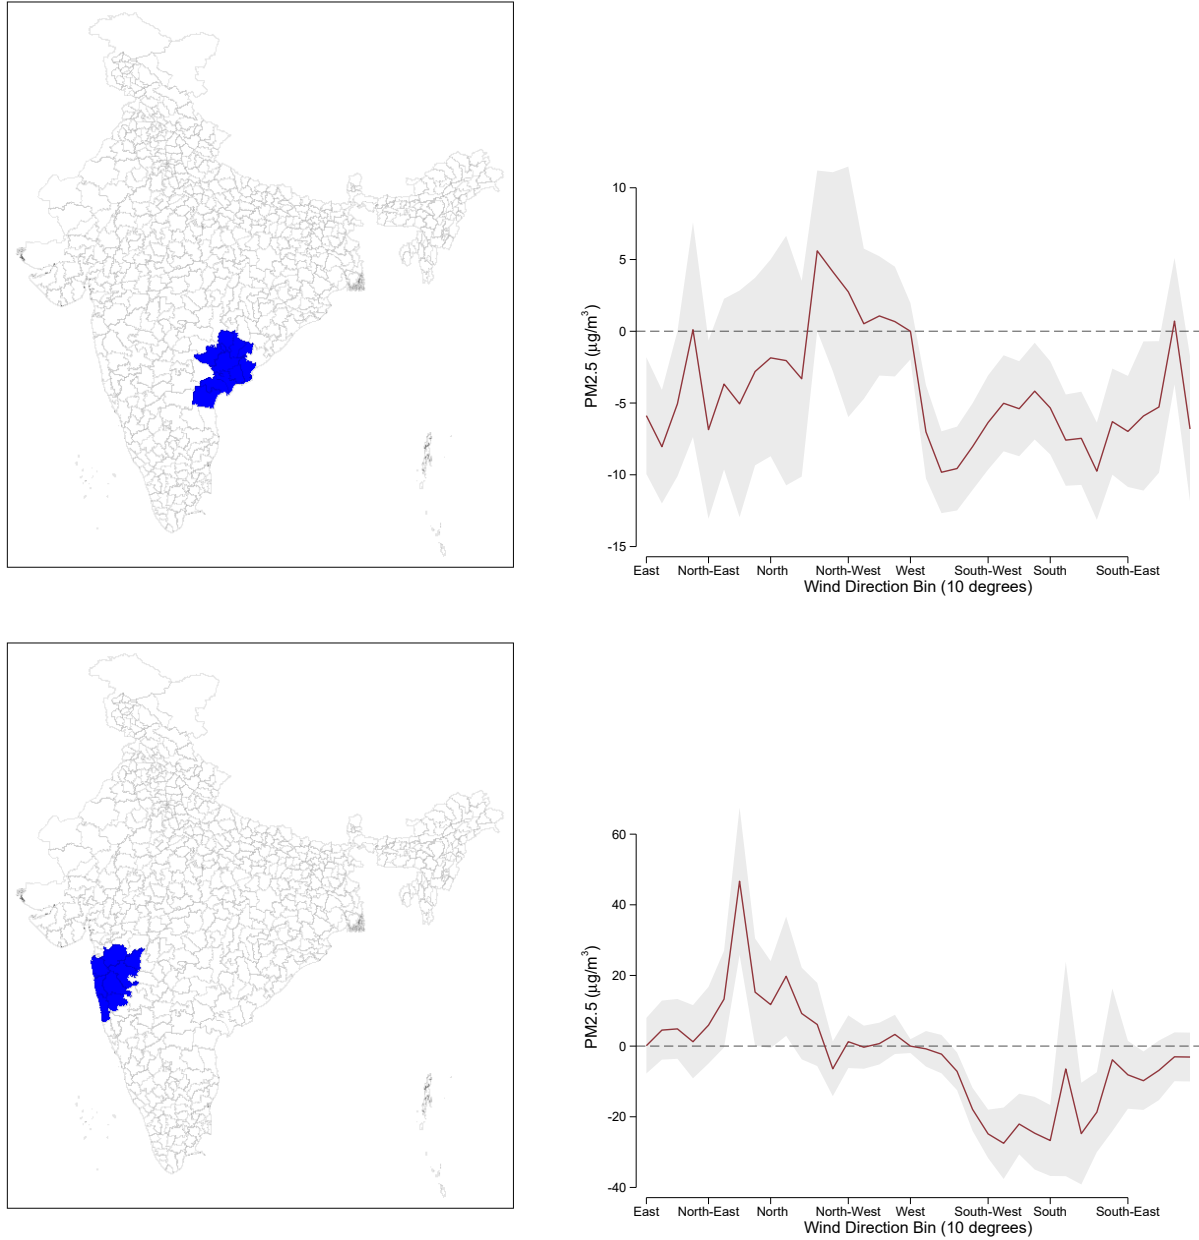 10
5
0
-5
-10
-15
PM2.5 (μg/m³)
East North-East North North-West West South-West South South-East
Wind Direction Bin (10 degrees)
60
40
20
0
-20
-40
PM2.5 (μg/m³)
East North-East North North-West West South-West South South-East
Wind Direction Bin (10 degrees)